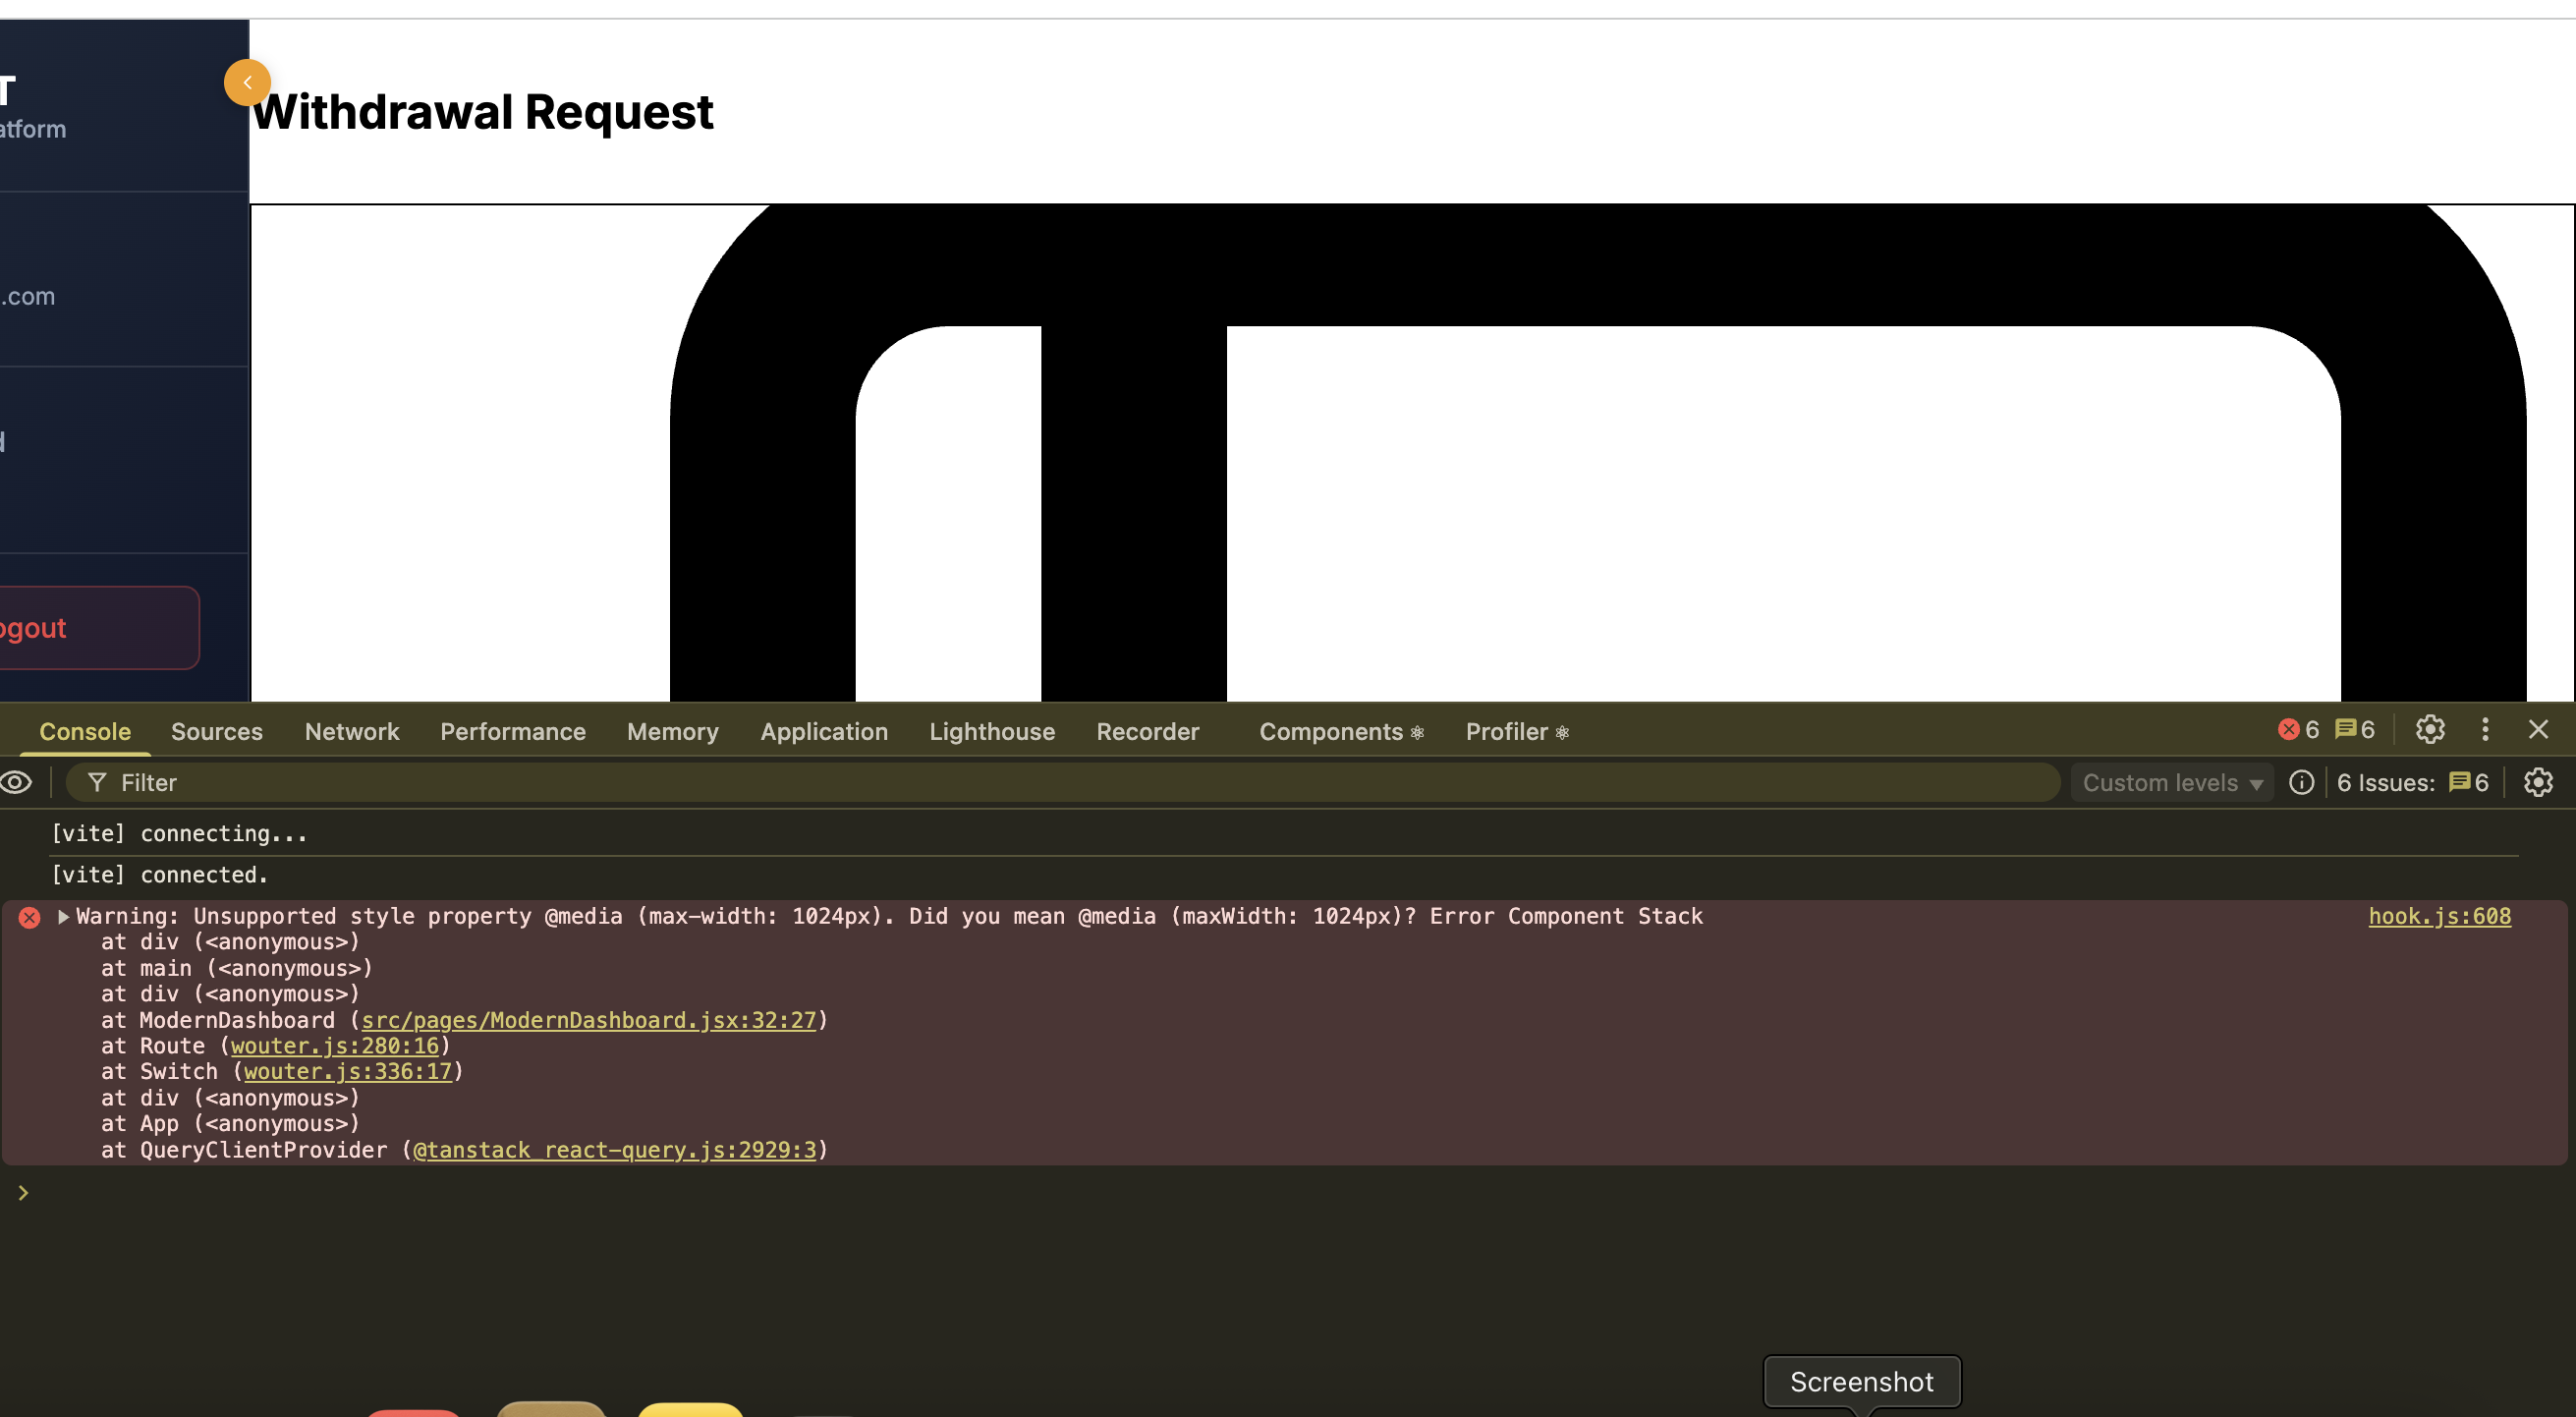 T
atform
Withdrawal Request
.com
d
ogout
Console Sources Network Performance Memory Application Lighthouse Recorder Components Profiler 6 6
Filter Custom levels 6 Issues: 6
[vite] connecting...
[vite] connected.
Warning: Unsupported style property @media (max-width: 1024px). Did you mean @media (maxWidth: 1024px)? Error Component Stack hook.js:608
at div (<anonymous>)
at main (<anonymous>)
at div (<anonymous>)
at ModernDashboard (src/pages/ModernDashboard.jsx:32:27)
at Route (wouter.js:280:16)
at Switch (wouter.js:336:17)
at div (<anonymous>)
at App (<anonymous>)
at QueryClientProvider (@tanstack_react-query.js:2929:3)
Screenshot